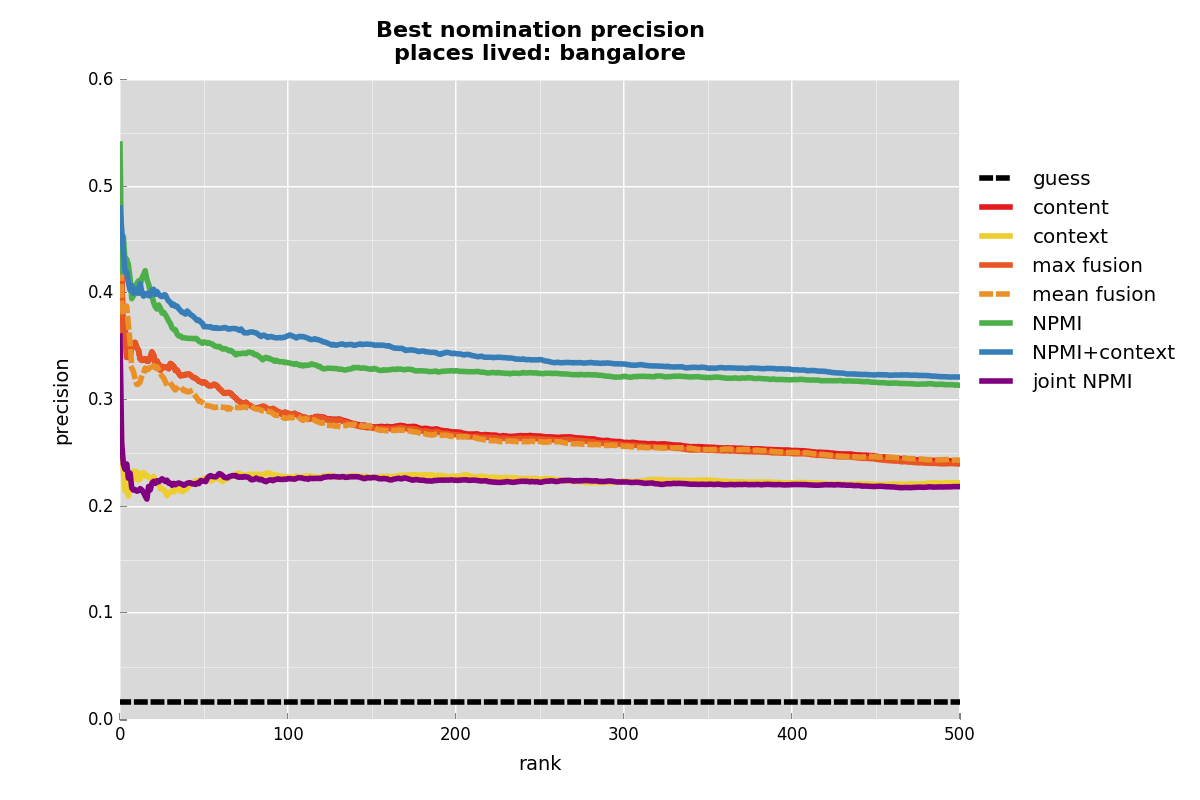 Best nomination precision
places lived: bangalore
0.6
0.5
0.4
0.3
0.2
0.1
0.0
precision
0
100
200
300
400
500
rank
guess
content
context
max fusion
mean fusion
NPMI
NPMI+context
joint NPMI